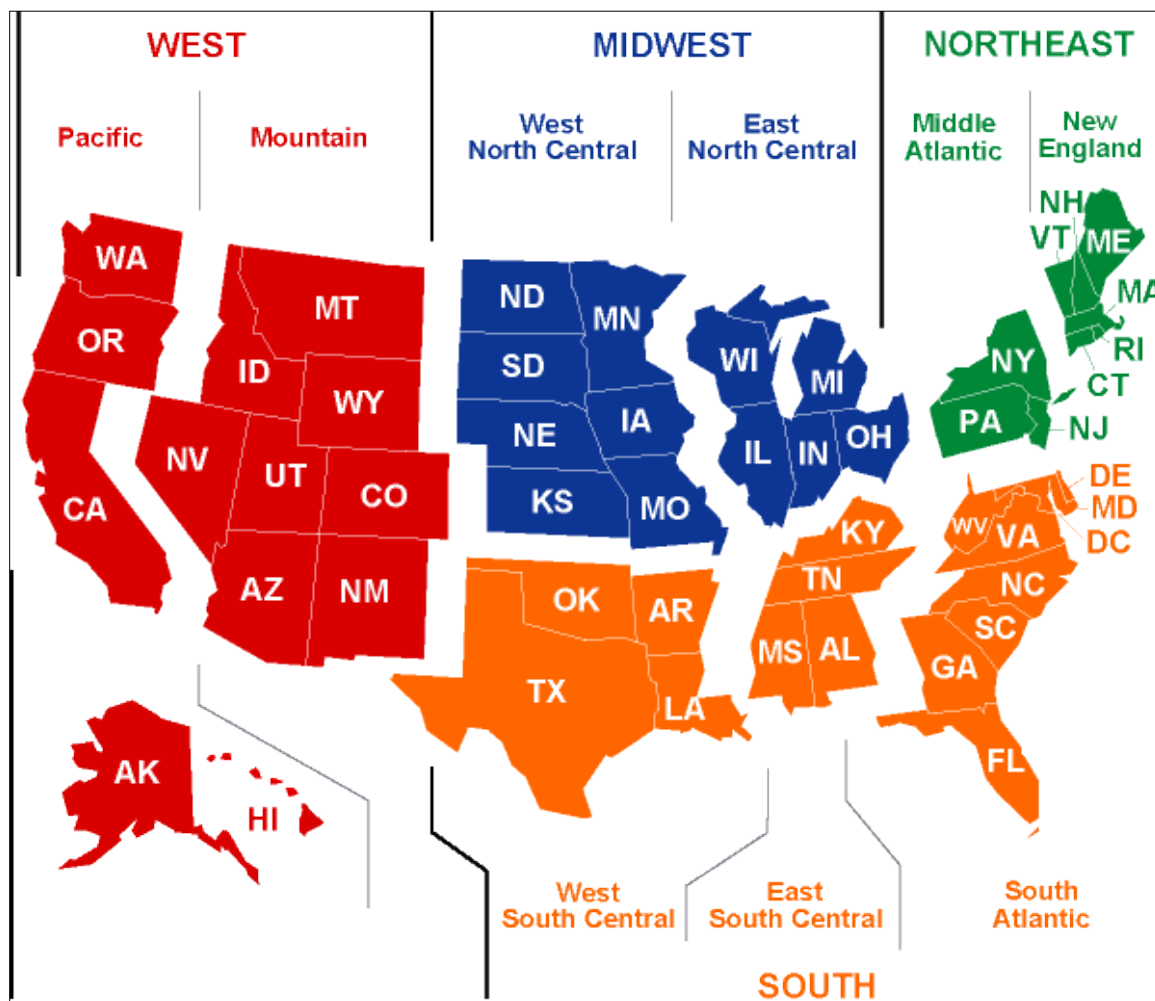 WEST
MIDWEST
NORTHEAST
Pacific
Mountain
West
North Central
East
North Central
Middle
Atlantic
New
England
NH
VT
ME
MA
RI
CT
NY
PA
NJ
WA
OR
CA
MT
ID
WY
NV
UT
CO
AZ
NM
ND
MN
SD
NE
IA
KS
MO
WI
MI
IL
IN
OH
DE
MD
DC
WV
VA
KY
TN
NC
SC
OK
AR
TX
LA
MS
AL
GA
FL
AK
HI
West
South Central
East
South Central
South
Atlantic
SOUTH